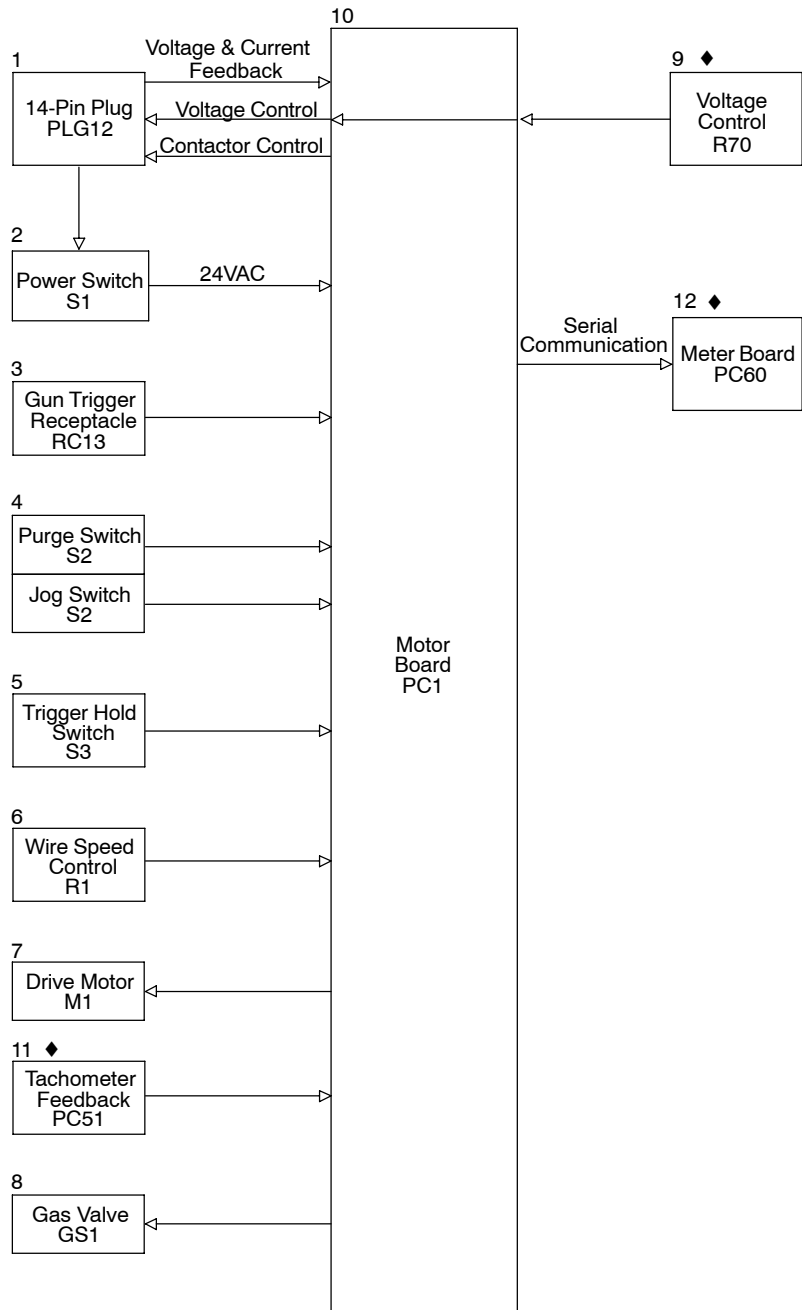 10
1
Voltage & Current
Feedback
14-Pin Plug
PLG12
Voltage Control
Contactor Control
9 ♦
Voltage
Control
R70
2
Power Switch
S1
24VAC
12 ♦
Serial
Communication
Meter Board
PC60
3
Gun Trigger
Receptacle
RC13
4
Purge Switch
S2
Jog Switch
S2
Motor
Board
PC1
5
Trigger Hold
Switch
S3
6
Wire Speed
Control
R1
7
Drive Motor
M1
11 ♦
Tachometer
Feedback
PC51
8
Gas Valve
GS1